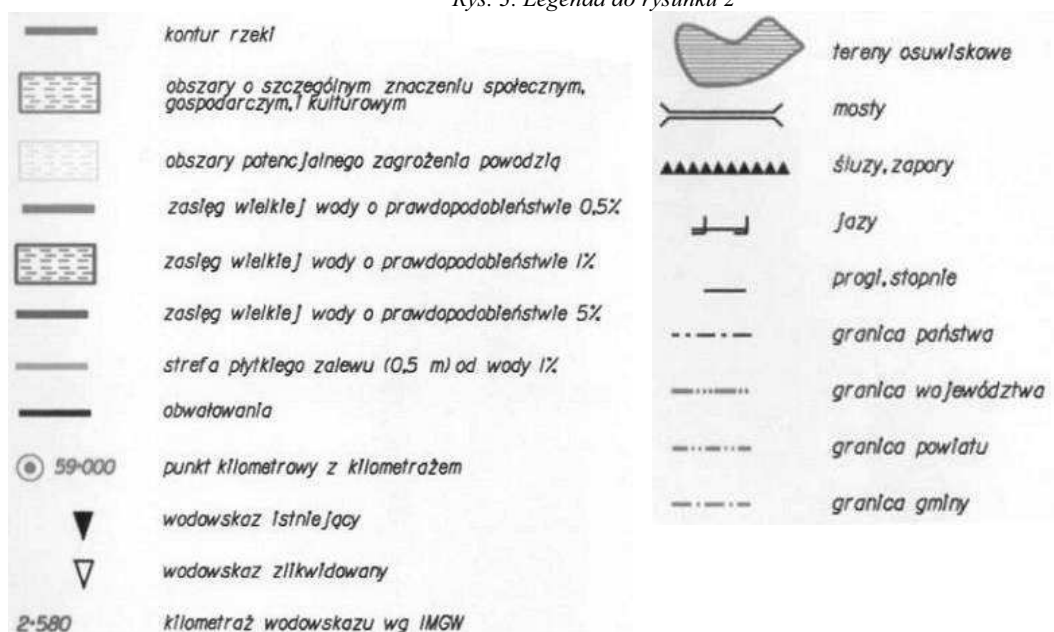 Rys. 3. Legenda do rysunku 2
kontur rzeki
obszary o szczególnym znaczeniu społecznym,
gospodarczym,i kulturowym
obszary potencjalnego zagrożenia powodzią
zasięg wielkiej wody o prawdopodobieństwie 0,5%
zasięg wielkiej wody o prawdopodobieństwie 1%
zasięg wielkiej wody o prawdopodobieństwie 5%
strefa płytkiego zalewu (0,5 m) od wody 1%
obwałowania
59+000 punkt kilometrowy z kilometrażem
wodowskaz istniejący
wodowskaz zlikwidowany
2+580 kilometraż wodowskazu wg IMGW
tereny osuwiskowe
mosty
śluzy, zapory
jazy
progi, stopnie
granica państwa
granica województwa
granica powiatu
granica gminy